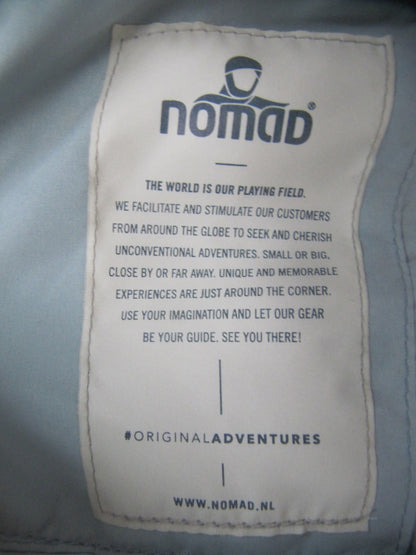 nomad®
THE WORLD IS OUR PLAYING FIELD.
WE FACILITATE AND STIMULATE OUR CUSTOMERS
FROM AROUND THE GLOBE TO SEEK AND CHERISH
UNCONVENTIONAL ADVENTURES. SMALL OR BIG,
CLOSE BY OR FAR AWAY. UNIQUE AND MEMORABLE
EXPERIENCES ARE JUST AROUND THE CORNER.
USE YOUR IMAGINATION AND LET OUR GEAR
BE YOUR GUIDE. SEE YOU THERE!
#ORIGINALADVENTURES
WWW.NOMAD.NL